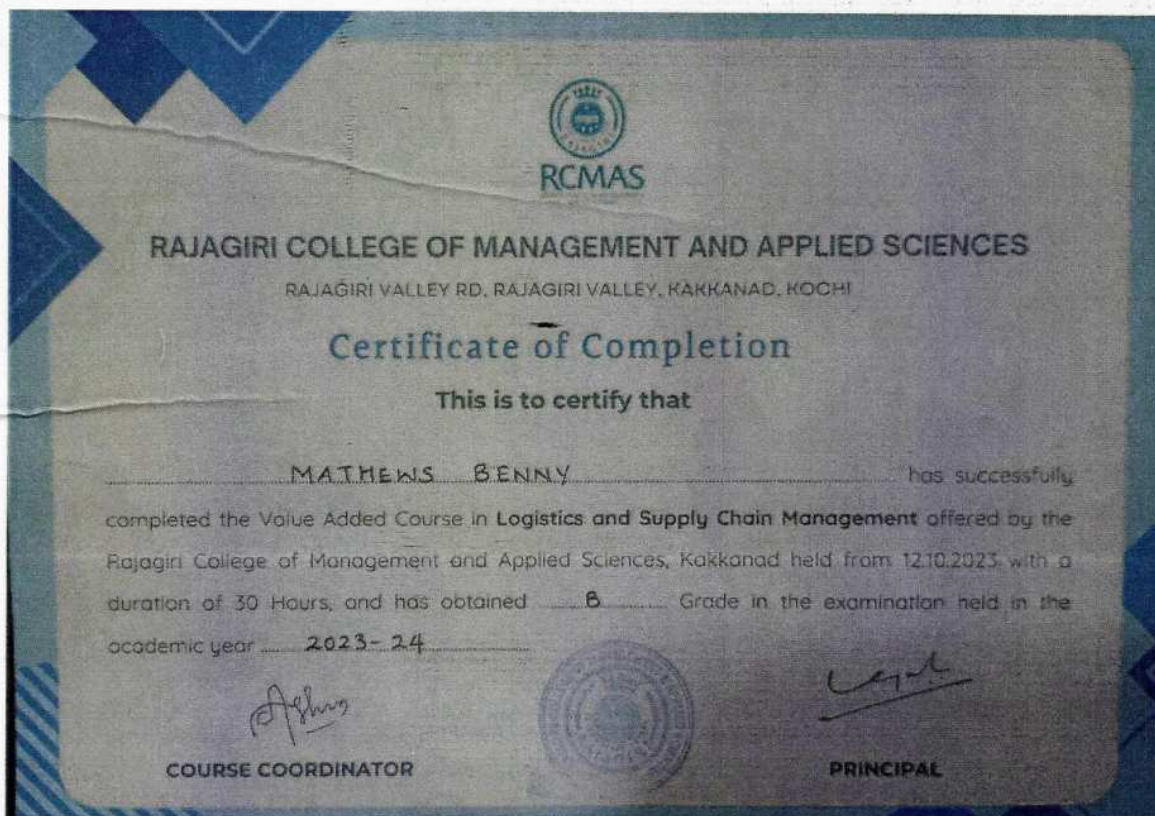 RCMAS
RAJAGIRI COLLEGE OF MANAGEMENT AND APPLIED SCIENCES
RAJAGIRI VALLEY RD, RAJAGIRI VALLEY, KAKKANAD, KOCHI
Certificate of Completion
This is to certify that
MATHEWS BENNY has successfully
completed the Value Added Course in Logistics and Supply Chain Management offered by the
Rajagiri College of Management and Applied Sciences, Kakkanad held from 12.10.2023 with a
duration of 30 Hours, and has obtained B Grade in the examination held in the
academic year 2023-24
COURSE COORDINATOR PRINCIPAL